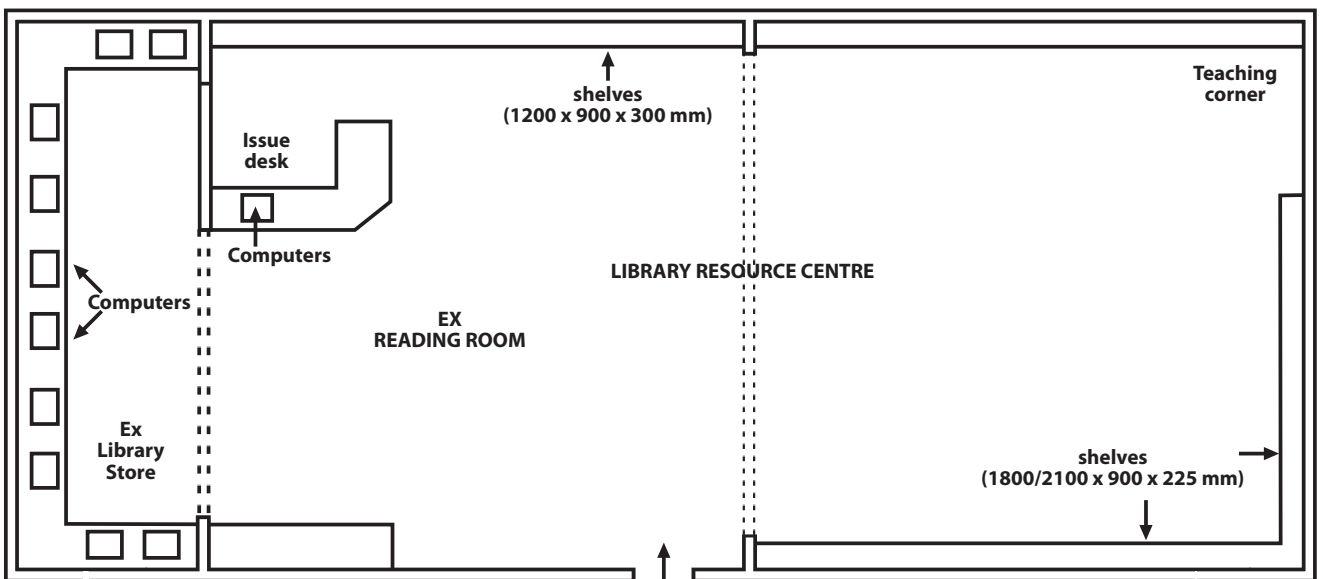 Teaching
corner
shelves
(1200 x 900 x 300 mm)
Issue
desk
Computers
LIBRARY RESOURCE CENTRE
Computers
EX
READING ROOM
Ex
Library
Store
shelves
(1800/2100 x 900 x 225 mm)